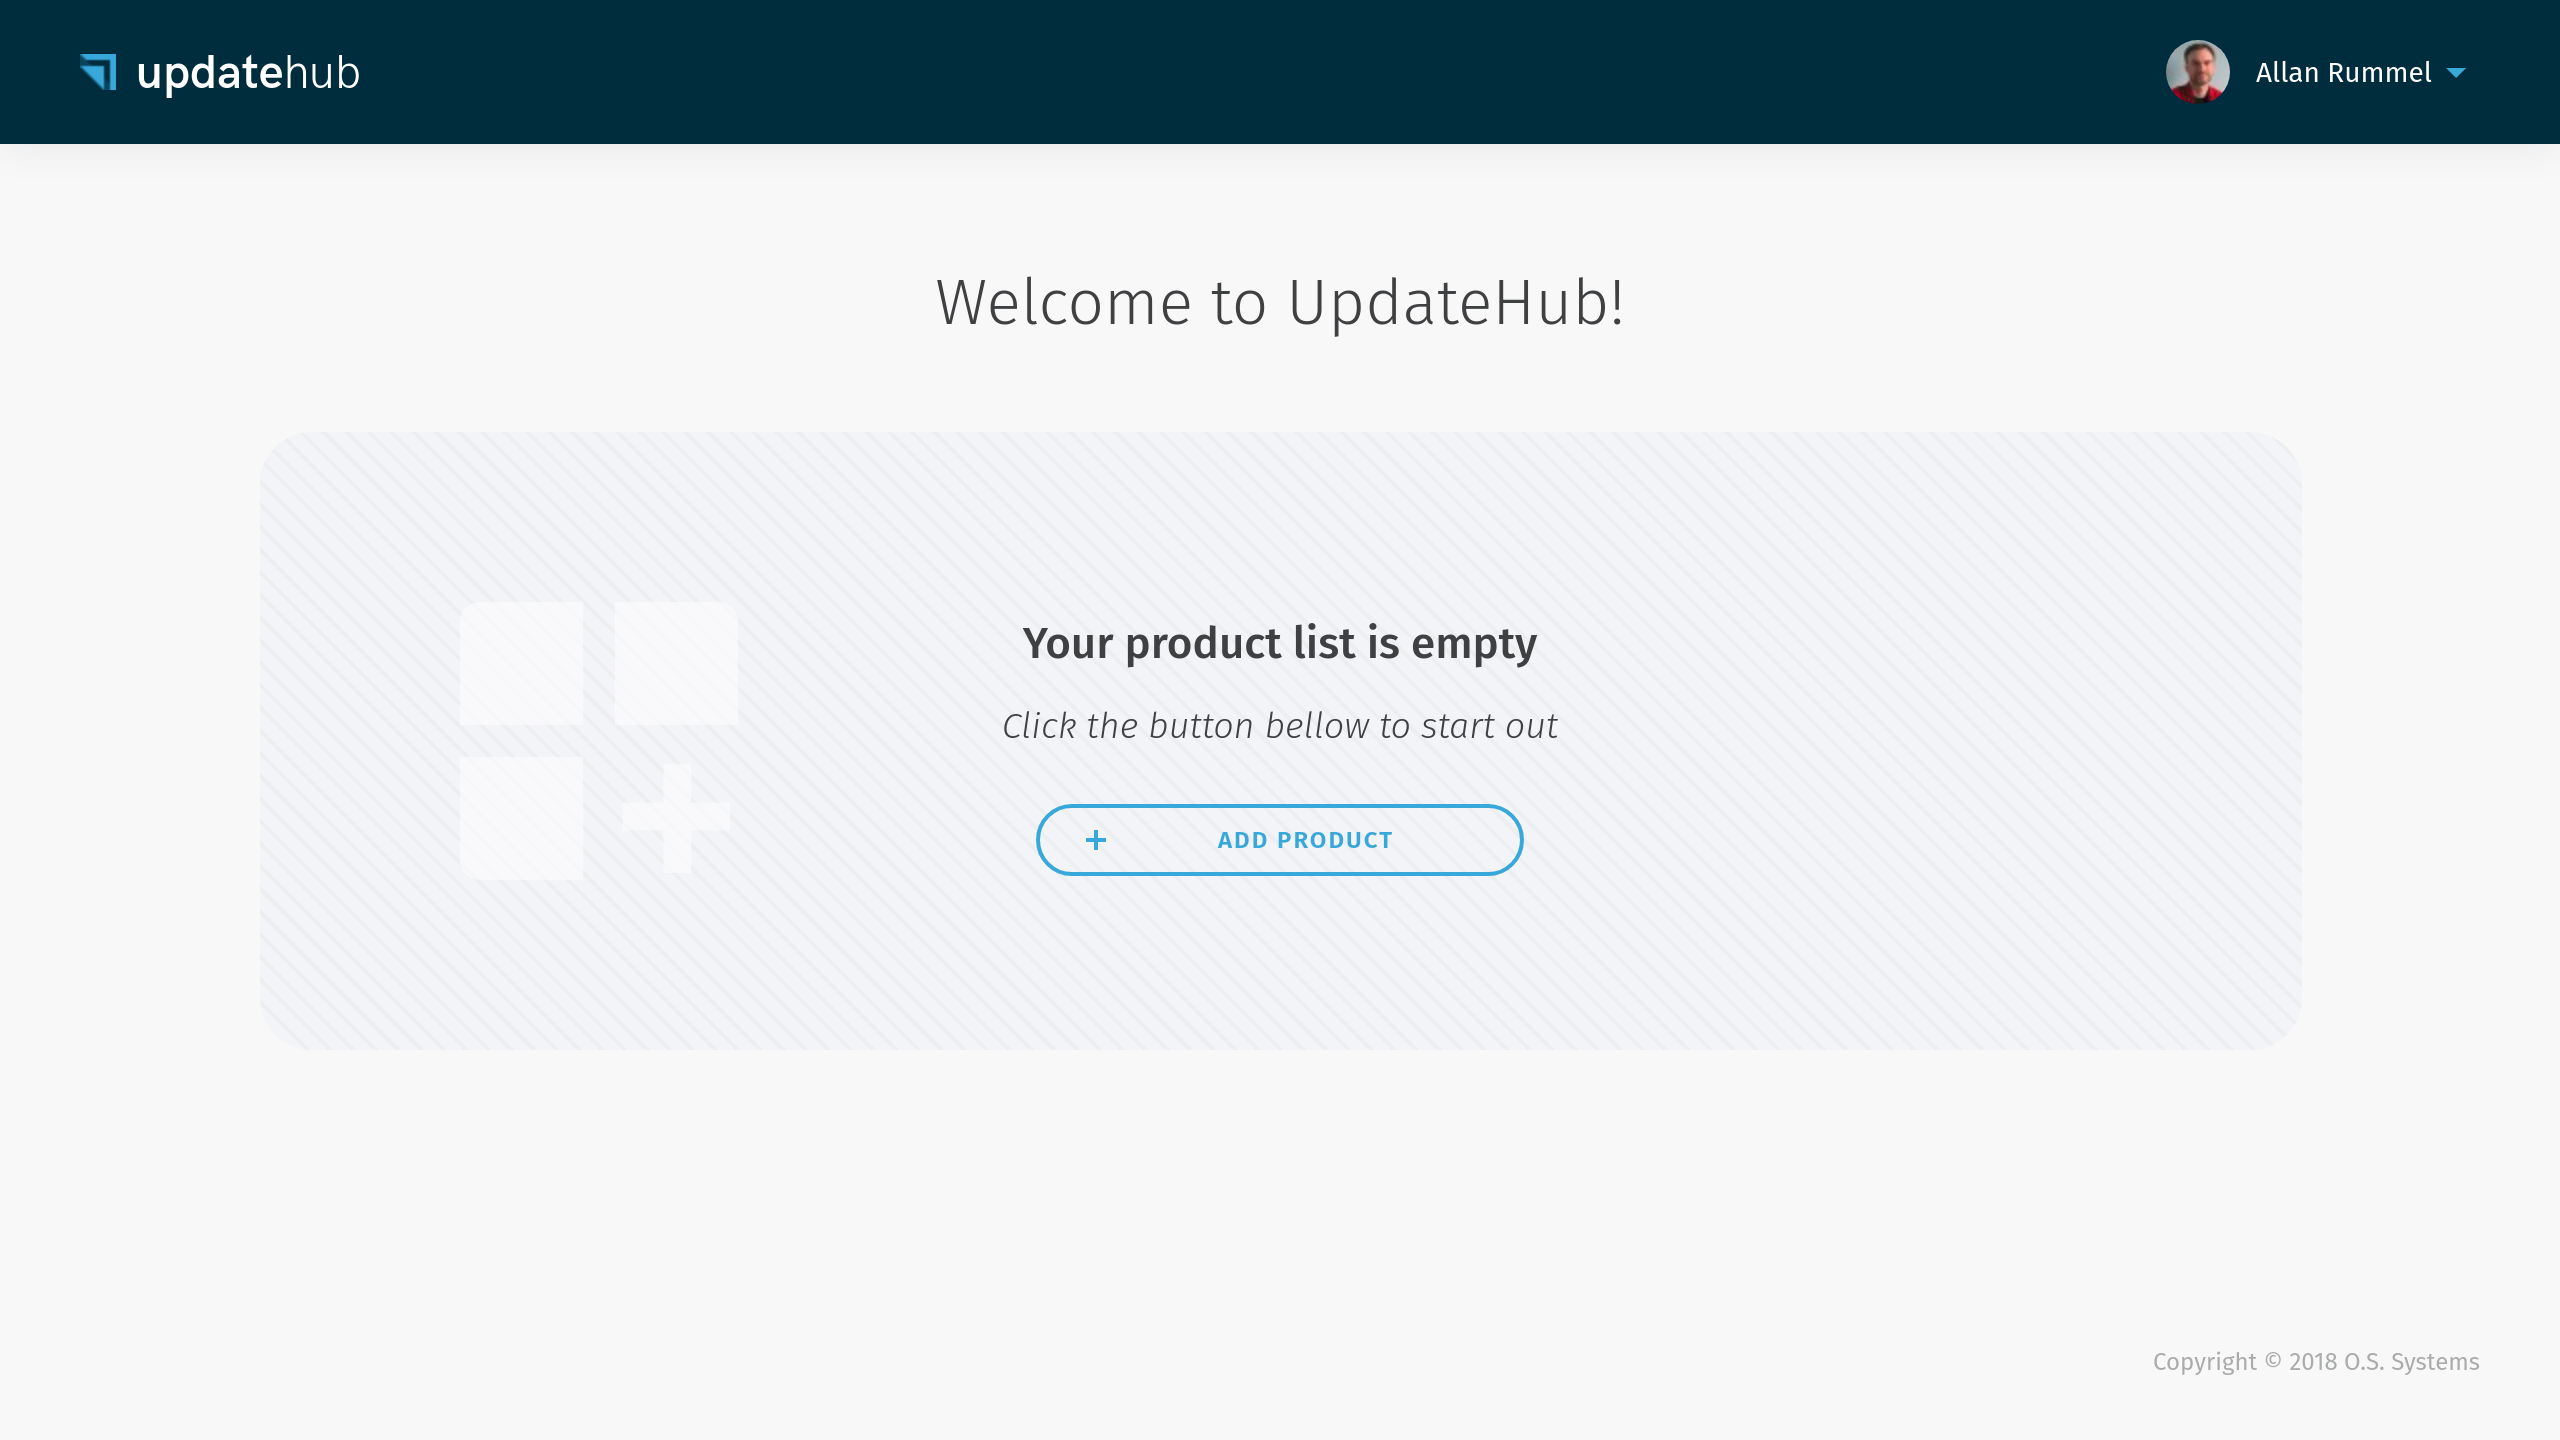 updatehub
Allan Rummel
Welcome to UpdateHub!
Your product list is empty
Click the button bellow to start out
ADD PRODUCT
Copyright © 2018 O.S. Systems